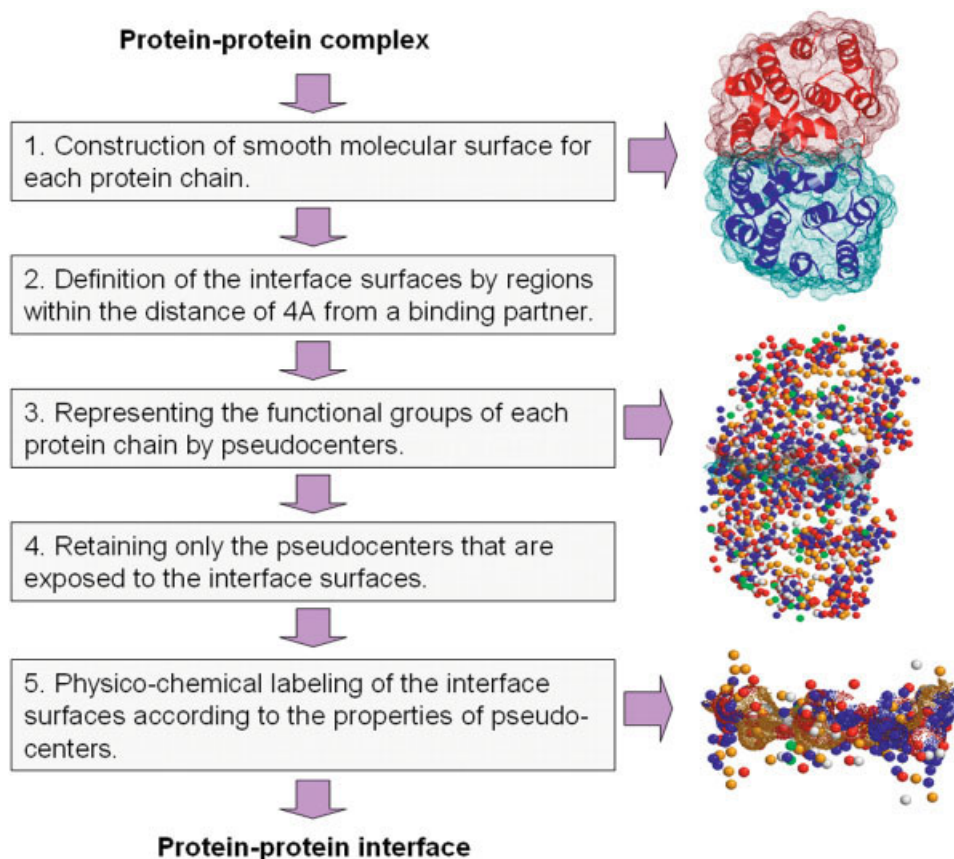 Protein-protein complex
1. Construction of smooth molecular surface for
each protein chain.
2. Definition of the interface surfaces by regions
within the distance of 4A from a binding partner.
3. Representing the functional groups of each
protein chain by pseudocenters.
4. Retaining only the pseudocenters that are
exposed to the interface surfaces.
5. Physico-chemical labeling of the interface
surfaces according to the properties of pseudo-
centers.
Protein-protein interface